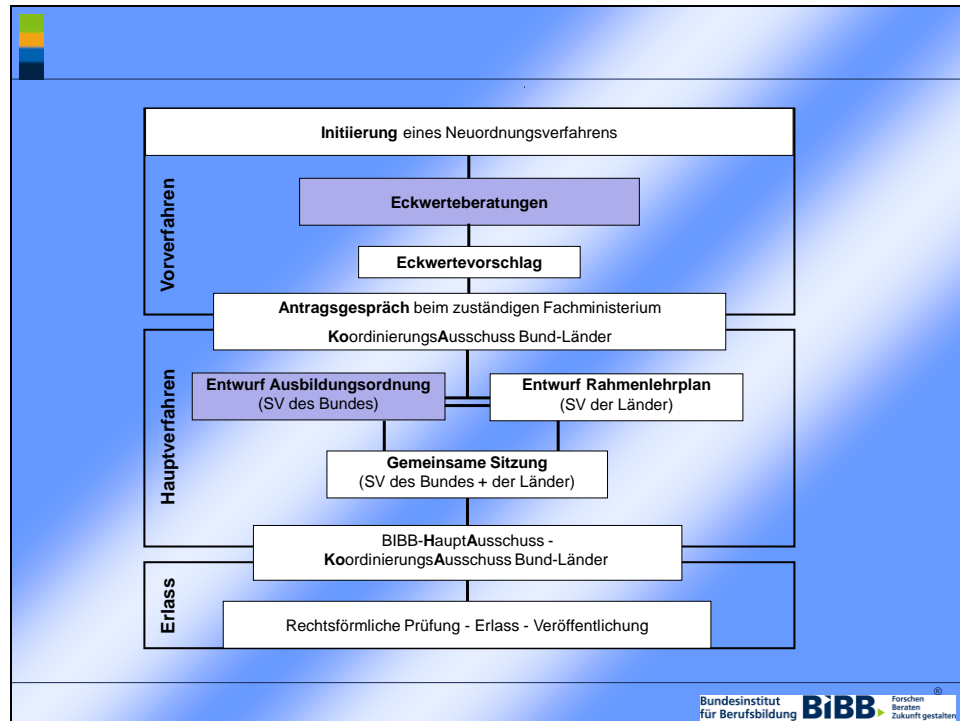 Initiierung eines Neuordnungsverfahrens
Vorverfahren
Eckwerteberatungen
Eckwertevorschlag
Antragsgespräch beim zuständigen Fachministerium
KoordinierungsAusschuss Bund-Länder
Hauptverfahren
Entwurf Ausbildungsordnung
(SV des Bundes)
Entwurf Rahmenlehrplan
(SV der Länder)
Gemeinsame Sitzung
(SV des Bundes + der Länder)
BIBB-HauptAusschuss -
KoordinierungsAusschuss Bund-Länder
Erlass
Rechtsförmliche Prüfung - Erlass - Veröffentlichung
®
Bundesinstitut
für Berufsbildung
BiBB
Forschen
Beraten
Zukunft gestalten